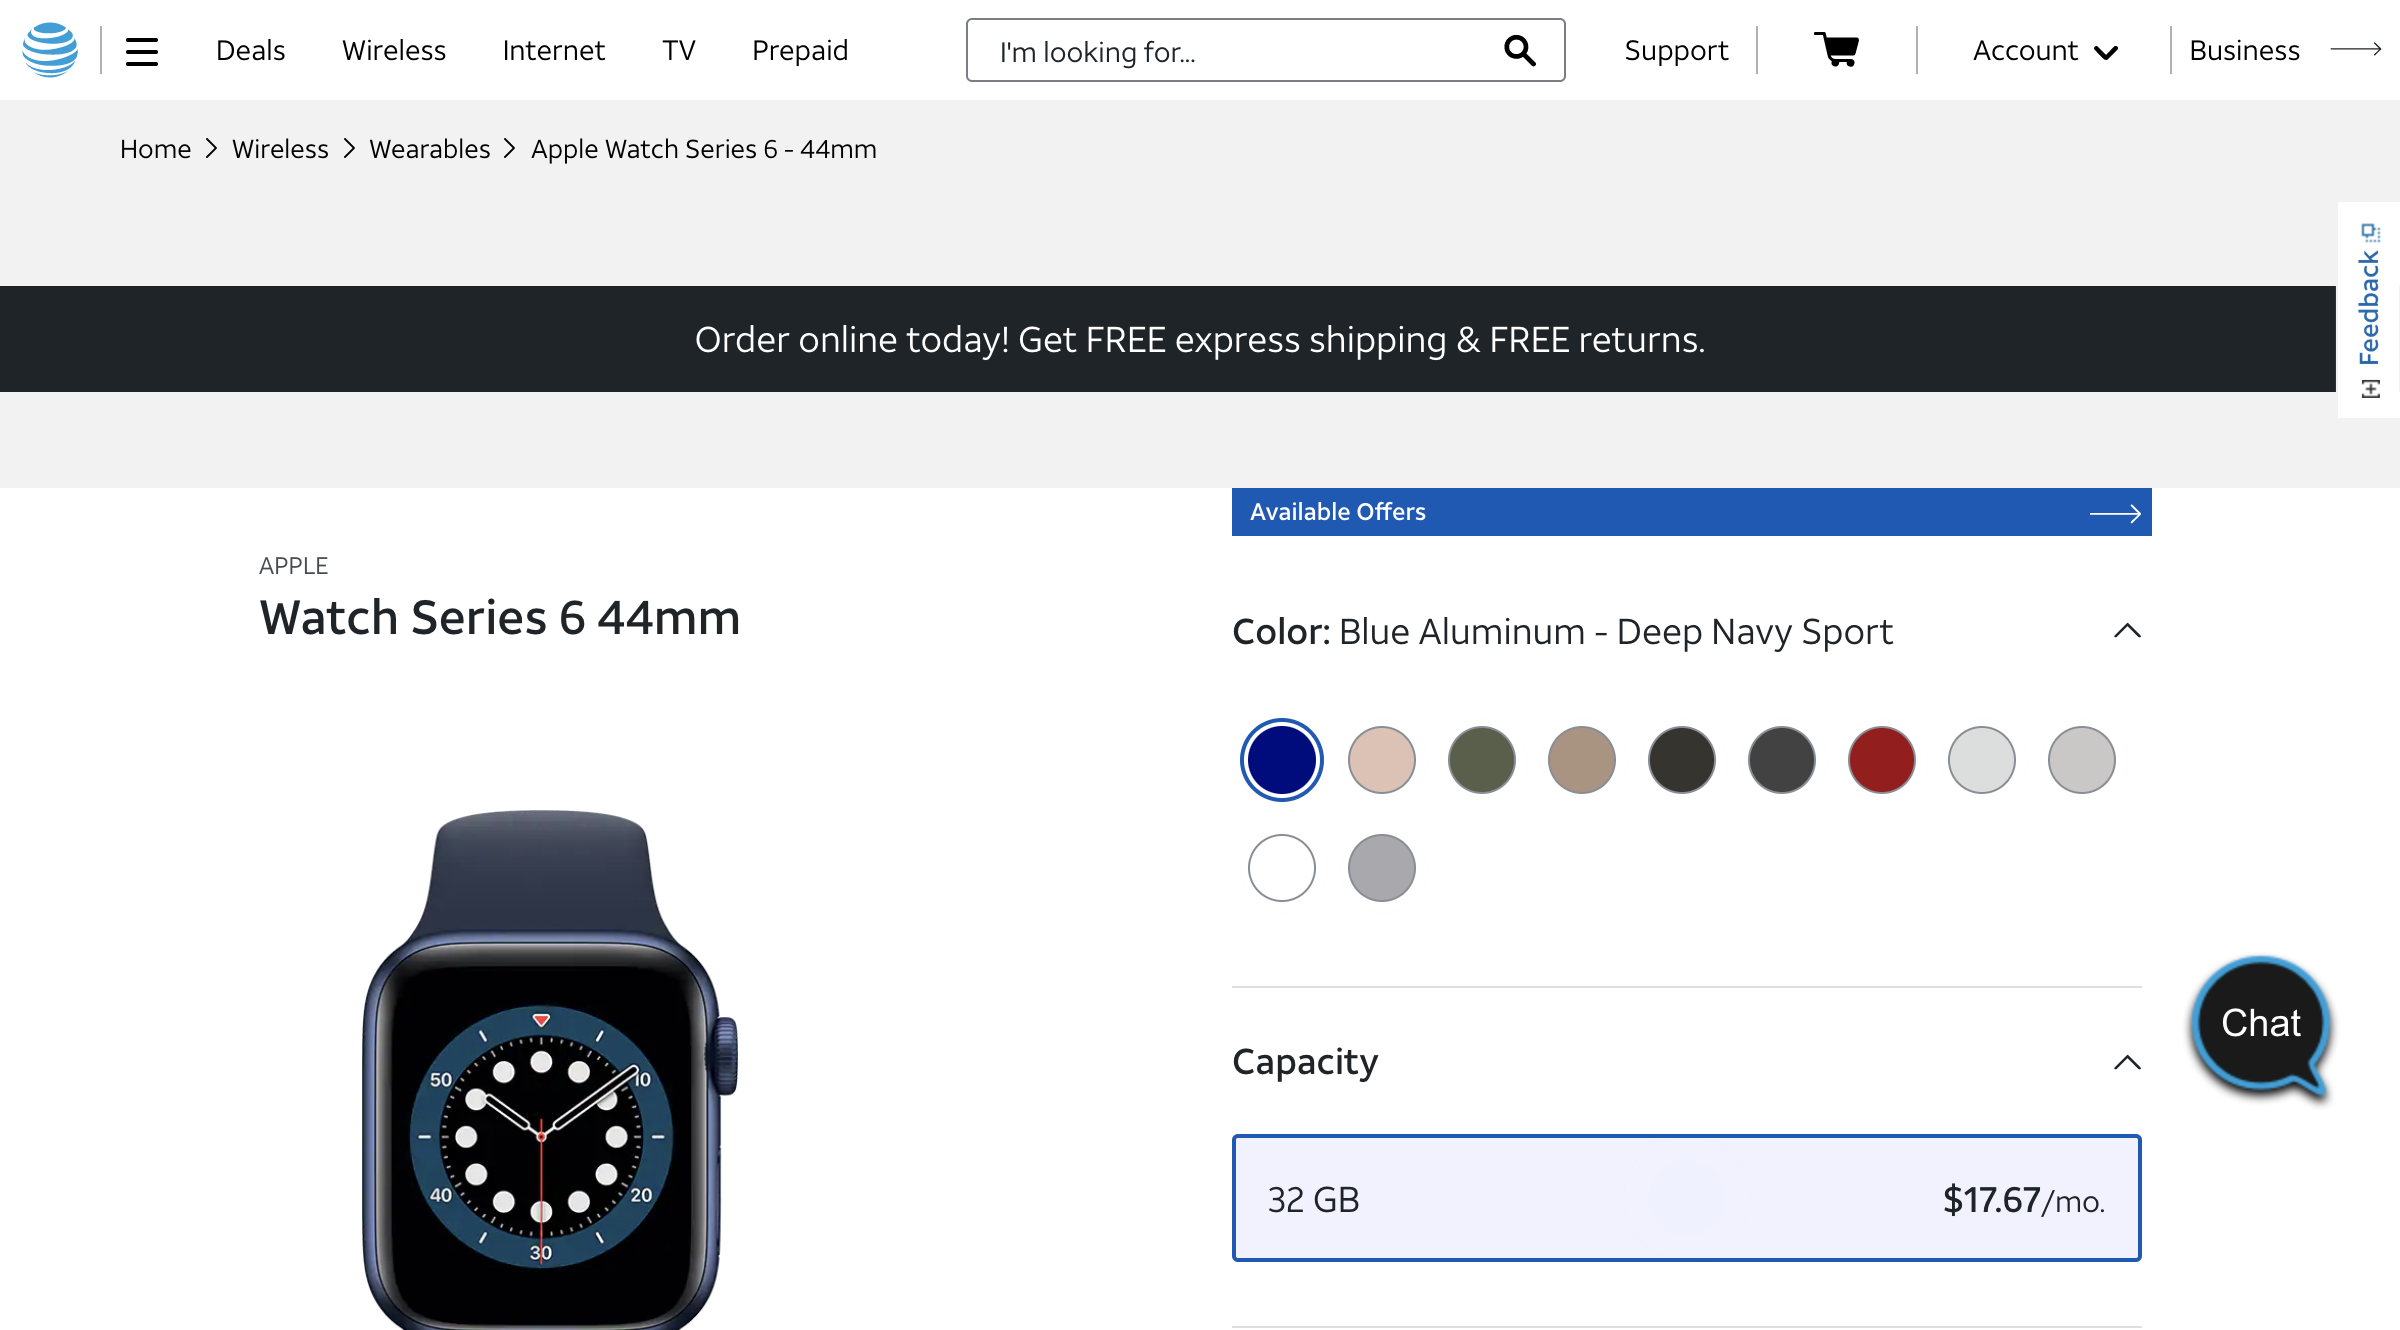 Deals Wireless Internet TV Prepaid I'm looking for... Support Account Business
Home Wireless Wearables Apple Watch Series 6 - 44mm
Feedback
[+]
Order online today! Get FREE express shipping & FREE returns.
Available Offers
APPLE
Watch Series 6 44mm
Color: Blue Aluminum - Deep Navy Sport
50 10
40 20
30
Chat
Capacity
32 GB $17.67/mo.